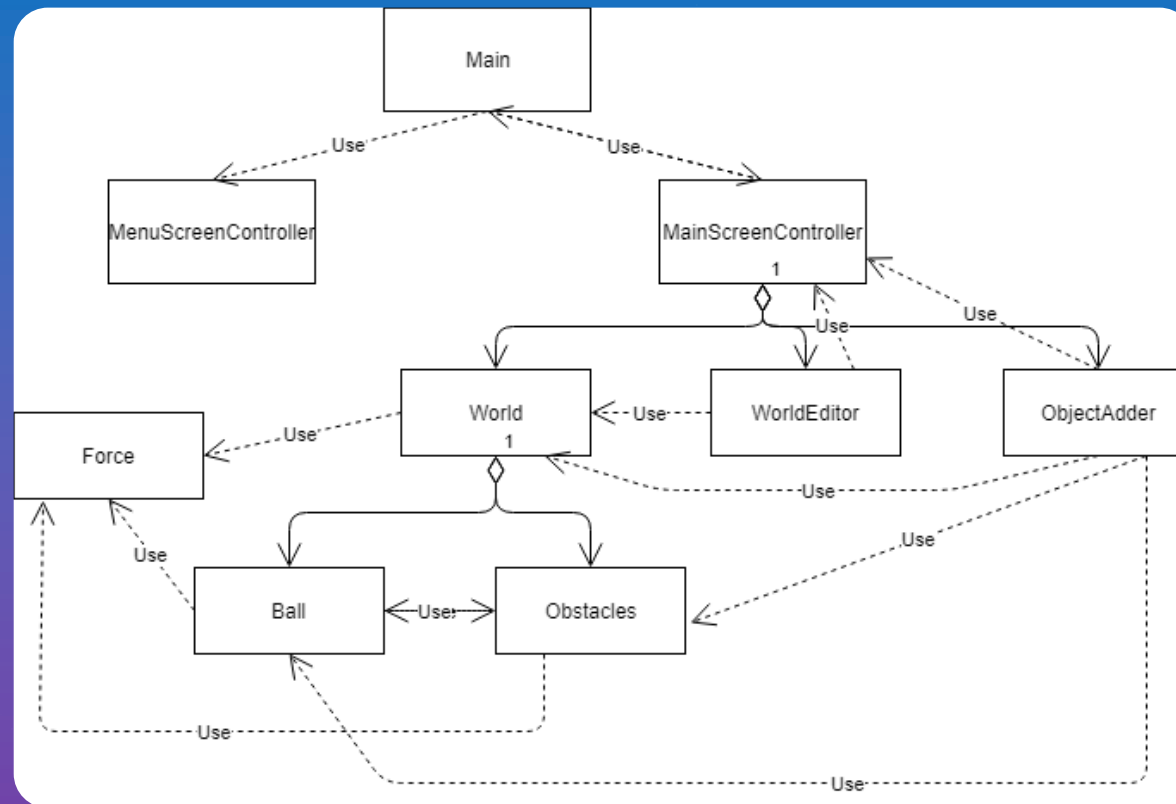 Main
Use
Use
MenuScreenController
MainScreenController
1
Use
Use
World
1
Use
WorldEditor
ObjectAdder
Force
Use
Use
Use
Use
Ball
Use
Obstacles
Use
Use